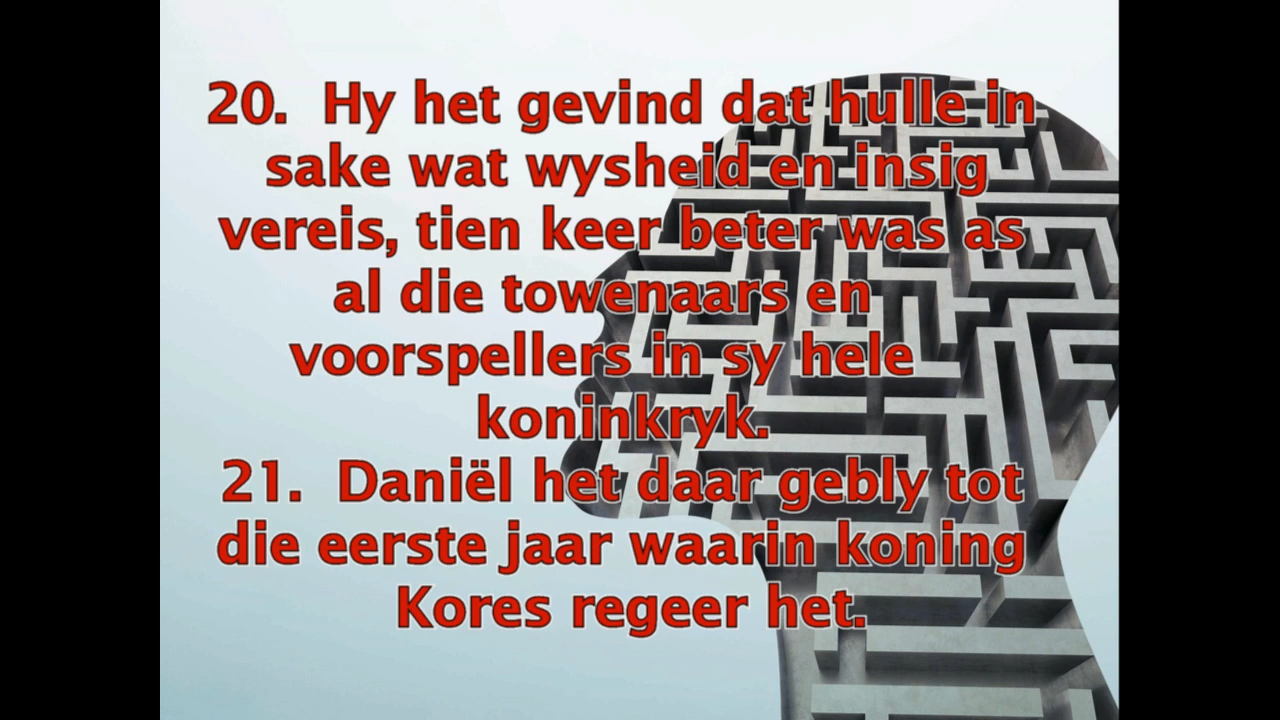 20.  Hy het gevind dat hulle in
sake wat wysheid en insig
vereis, tien keer beter was as
al die towenaars en
voorspellers in sy hele
koninkryk.
21.  Daniël het daar gebly tot
die eerste jaar waarin koning
Kores regeer het.